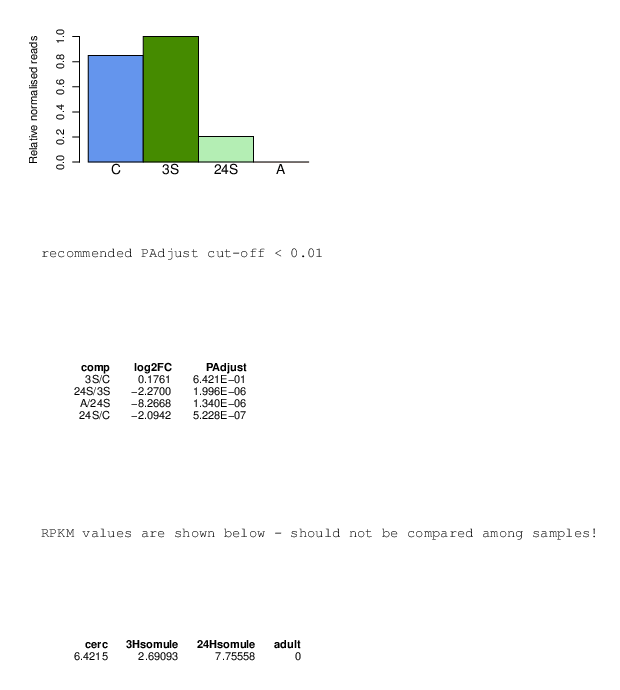 Relative normalised reads
1.0
0.8
0.6
0.4
0.2
0.0
C 3S 24S A
recommended PAdjust cut-off < 0.01
comp log2FC PAdjust
3S/C 0.1761 6.421E−01
24S/3S −2.2700 1.996E−06
A/24S −8.2668 1.340E−06
24S/C −2.0942 5.228E−07
RPKM values are shown below - should not be compared among samples!
cerc 3Hsomule 24Hsomule adult
6.4215 2.69093 7.75558 0